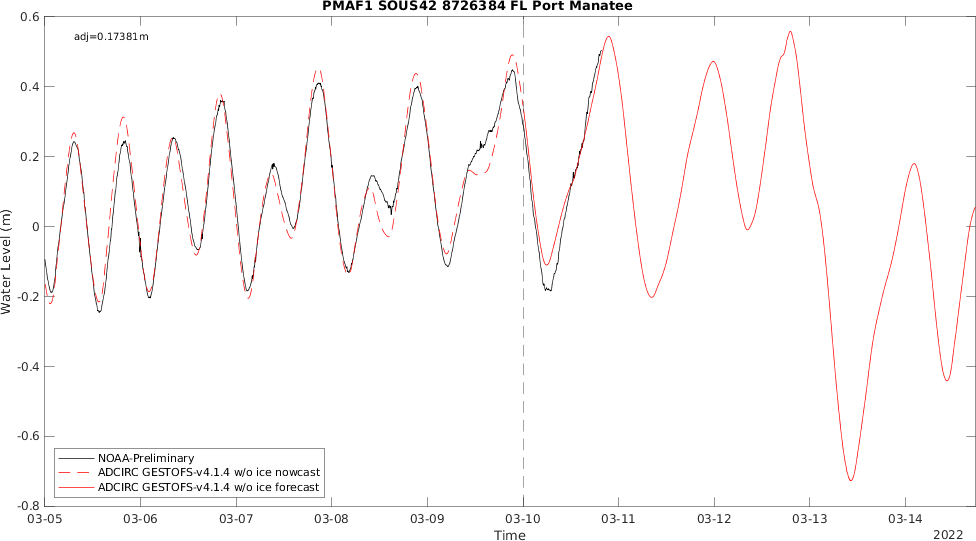 PMAF1 SOUS42 8726384 FL Port Manatee
adj=0.17381m
0.6
0.4
0.2
0
-0.2
-0.4
-0.6
-0.8
Water Level (m)
NOAA-Preliminary
ADCIRC GESTOFS-v4.1.4 w/o ice nowcast
ADCIRC GESTOFS-v4.1.4 w/o ice forecast
03-05 03-06 03-07 03-08 03-09 03-10 03-11 03-12 03-13 03-14
Time
2022